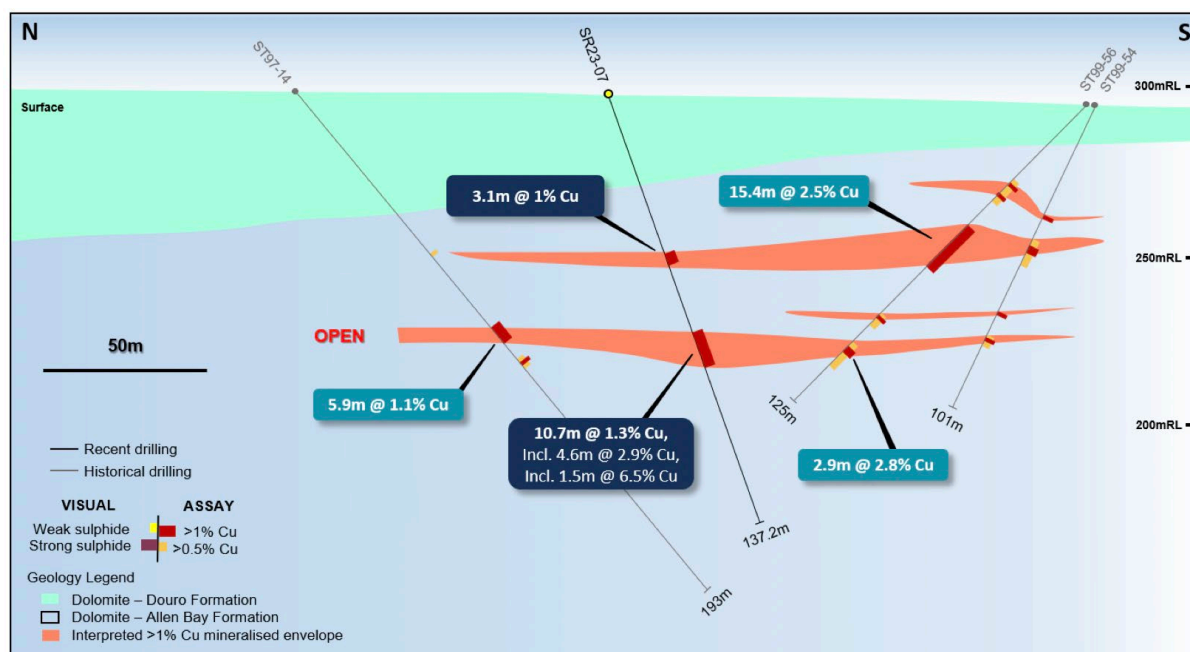 N
S
ST97-14
SR23-07
ST99-56
ST99-54
300mRL
Surface
3.1m @ 1% Cu
15.4m @ 2.5% Cu
250mRL
OPEN
50m
5.9m @ 1.1% Cu
125m
101m
200mRL
10.7m @ 1.3% Cu,
Incl. 4.6m @ 2.9% Cu,
Incl. 1.5m @ 6.5% Cu
2.9m @ 2.8% Cu
137.2m
193m
Recent drilling
Historical drilling
VISUAL ASSAY
Weak sulphide >1% Cu
Strong sulphide >0.5% Cu
Geology Legend
Dolomite – Douro Formation
Dolomite – Allen Bay Formation
Interpreted >1% Cu mineralised envelope